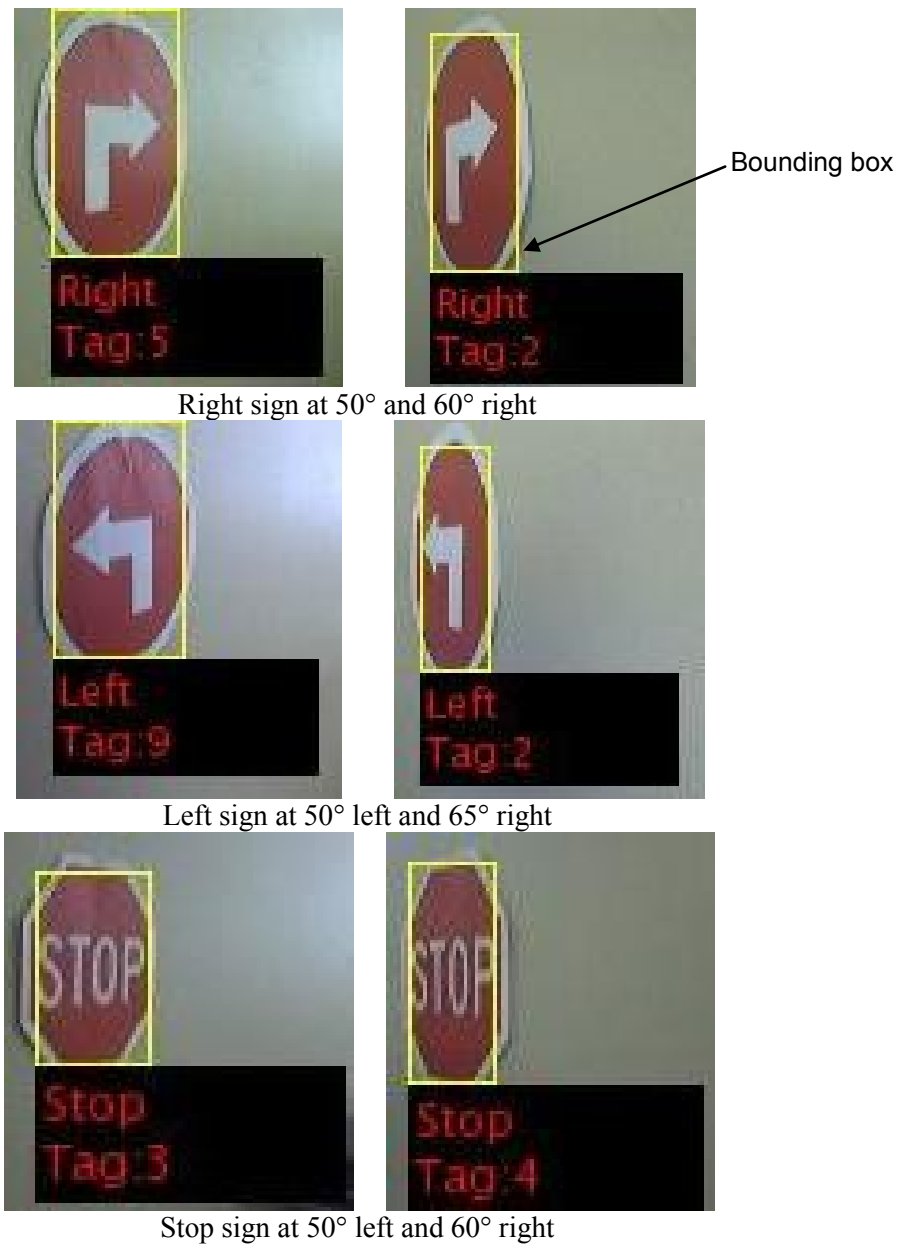 Bounding box
Right
Tag:5
Right
Tag:2
Right sign at 50° and 60° right
Left
Tag:9
Left
Tag:2
Left sign at 50° left and 65° right
STOP
Stop
Tag:3
STOP
Stop
Tag:4
Stop sign at 50° left and 60° right